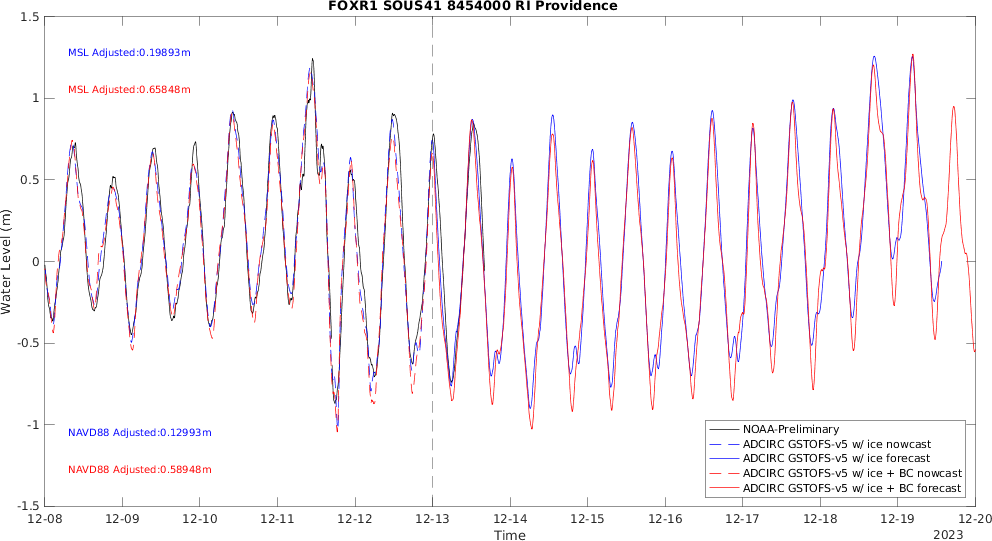 FOXR1 SOUS41 8454000 RI Providence
1.5
1
0.5
0
-0.5
-1
-1.5
Water Level (m)
MSL Adjusted:0.19893m
MSL Adjusted:0.65848m
NAVD88 Adjusted:0.12993m
NAVD88 Adjusted:0.58948m
NOAA-Preliminary
ADCIRC GSTOFS-v5 w/ ice nowcast
ADCIRC GSTOFS-v5 w/ ice forecast
ADCIRC GSTOFS-v5 w/ ice + BC nowcast
ADCIRC GSTOFS-v5 w/ ice + BC forecast
12-08 12-09 12-10 12-11 12-12 12-13 12-14 12-15 12-16 12-17 12-18 12-19 12-20
Time
2023